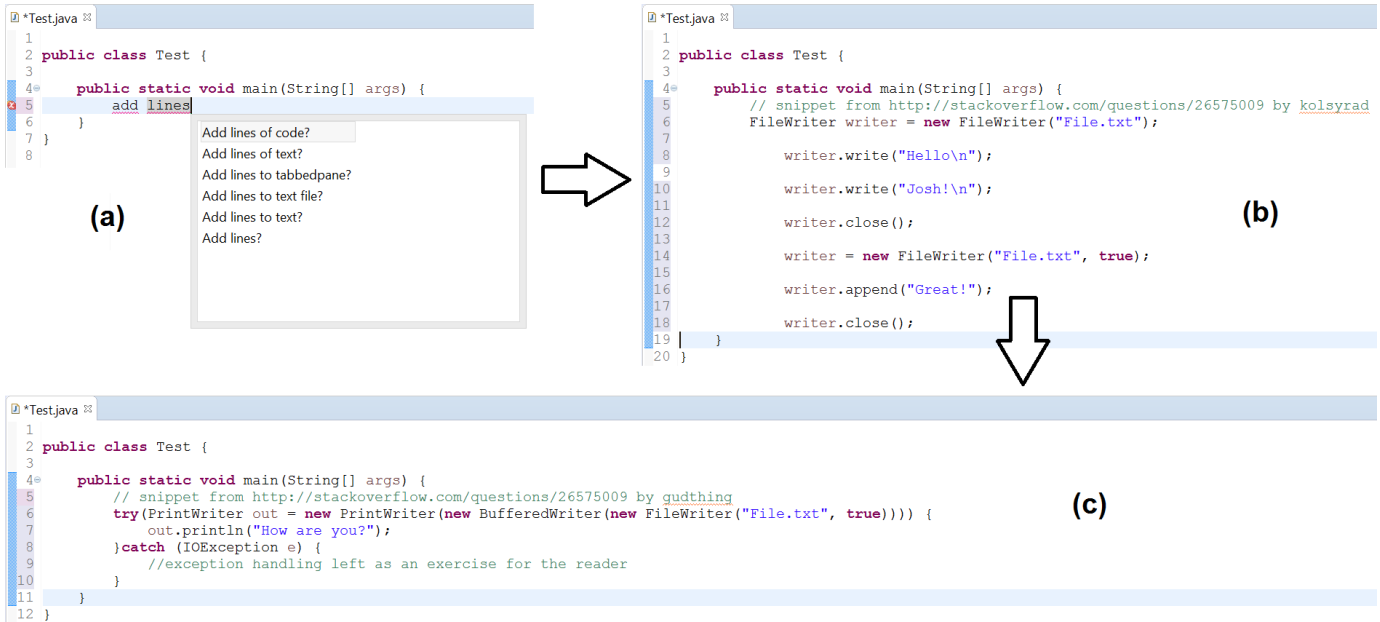 *Test.java
1
2 public class Test {
3
4 public static void main(String[] args) {
5 add lines
6 }
7 }
8
Add lines of code?
Add lines of text?
Add lines to tabbedpane?
Add lines to text file?
Add lines to text?
Add lines?
(a)
*Test.java
1
2 public class Test {
3
4 public static void main(String[] args) {
5 // snippet from http://stackoverflow.com/questions/26575009 by kolsyrad
6 FileWriter writer = new FileWriter("File.txt");
7
8 writer.write("Hello\n");
9
10 writer.write("Josh!\n");
11
12 writer.close();
13
14 writer = new FileWriter("File.txt", true);
15
16 writer.append("Great!");
17
18 writer.close();
19 }
20 }
(b)
*Test.java
1
2 public class Test {
3
4 public static void main(String[] args) {
5 // snippet from http://stackoverflow.com/questions/26575009 by gudthing
6 try(PrintWriter out = new PrintWriter(new BufferedWriter(new FileWriter("File.txt", true)))) {
7 out.println("How are you?");
8 }catch (IOException e) {
9 //exception handling left as an exercise for the reader
10 }
11 }
12 }
(c)